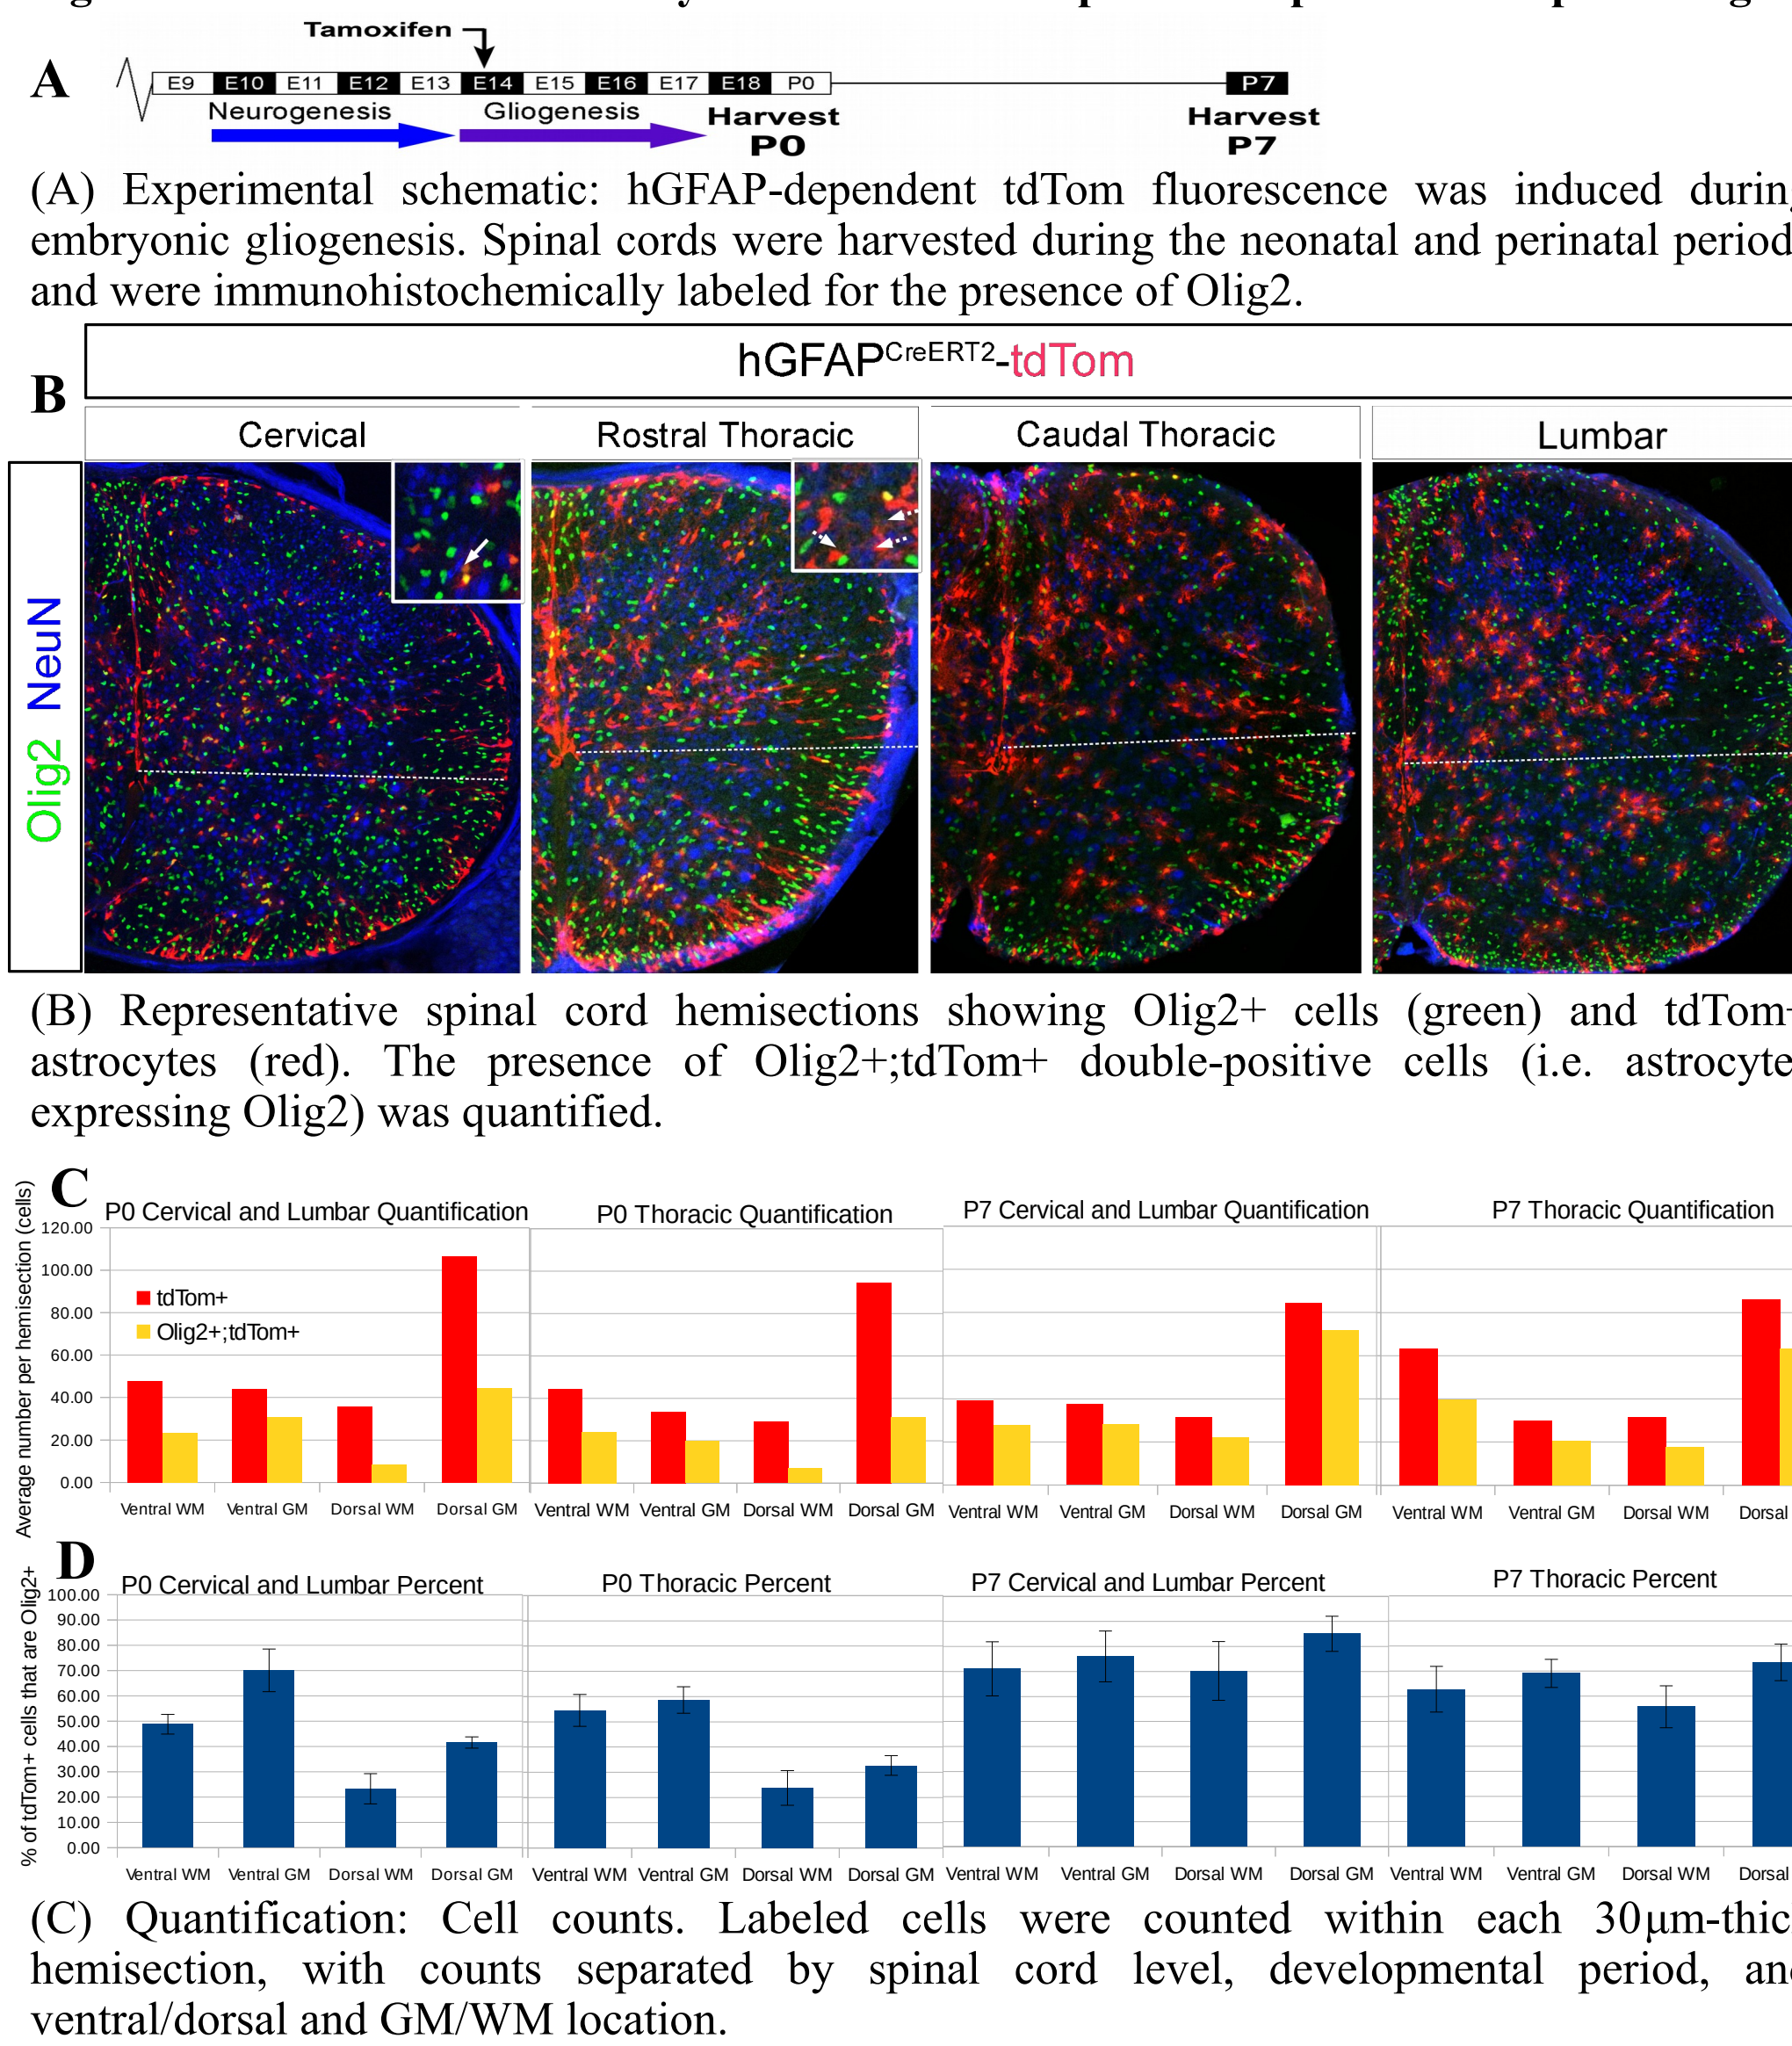 Tamoxifen
A
E9 E10 E11 E12 E13 E14 E15 E16 E17 E18 P0 P7
Neurogenesis Gliogenesis Harvest Harvest
P0 P7
(A) Experimental schematic: hGFAP-dependent tdTom fluorescence was induced
embryonic gliogenesis. Spinal cords were harvested during the neonatal and perinatal period
and were immunohistochemically labeled for the presence of Olig2.
hGFAPCreERT2-tdTom
B
Cervical Rostral Thoracic Caudal Thoracic Lumbar
Olig2 NeuN
(B) Representative spinal cord hemisections showing Olig2+ cells (green) and tdTom+
astrocytes (red). The presence of Olig2+;tdTom+ double-positive cells (i.e. astrocyte
expressing Olig2) was quantified.
C
Average number per hemisection (cells)
P0 Cervical and Lumbar Quantification P0 Thoracic Quantification P7 Cervical and Lumbar Quantification P7 Thoracic Quantification
120.00
100.00
80.00
60.00
40.00
20.00
0.00
tdTom+
Olig2+;tdTom+
Ventral WM Ventral GM Dorsal WM Dorsal GM Ventral WM Ventral GM Dorsal WM Dorsal GM Ventral WM Ventral GM Dorsal WM Dorsal GM Ventral WM Ventral GM Dorsal WM Dorsal
D
% of tdTom+ cells that are Olig2+
P0 Cervical and Lumbar Percent P0 Thoracic Percent P7 Cervical and Lumbar Percent P7 Thoracic Percent
100.00
90.00
80.00
70.00
60.00
50.00
40.00
30.00
20.00
10.00
0.00
Ventral WM Ventral GM Dorsal WM Dorsal GM Ventral WM Ventral GM Dorsal WM Dorsal GM Ventral WM Ventral GM Dorsal WM Dorsal GM Ventral WM Ventral GM Dorsal WM Dorsal
(C) Quantification: Cell counts. Labeled cells were counted within each 30μm-thic
hemisection, with counts separated by spinal cord level, developmental period,
ventral/dorsal and GM/WM location.